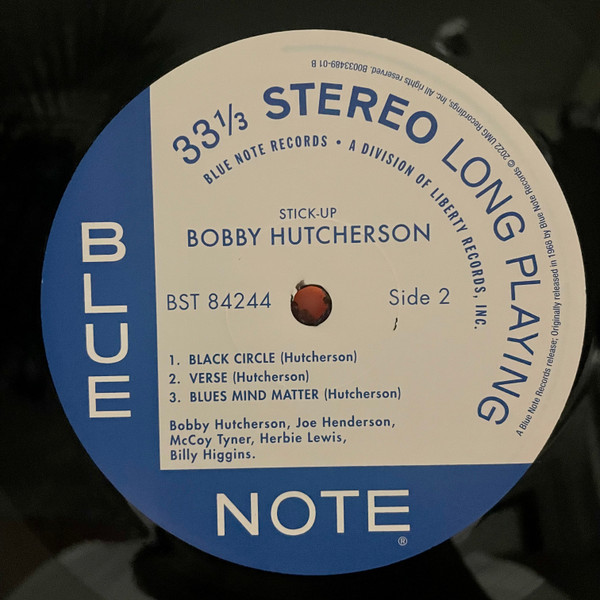 33⅓ STEREO LONG PLAYING
BLUE NOTE RECORDS • A DIVISION OF LIBERTY RECORDS, INC.
A Blue Note Records release; Originally released in 1968 by Blue Note Records ℗ 2022 UMG Recordings, Inc. All rights reserved. B0033489-01 B
STICK-UP
BOBBY HUTCHERSON
BST 84244
Side 2
1. BLACK CIRCLE (Hutcherson)
2. VERSE (Hutcherson)
3. BLUES MIND MATTER (Hutcherson)
Bobby Hutcherson, Joe Henderson,
McCoy Tyner, Herbie Lewis,
Billy Higgins.
BLUE
NOTE
®